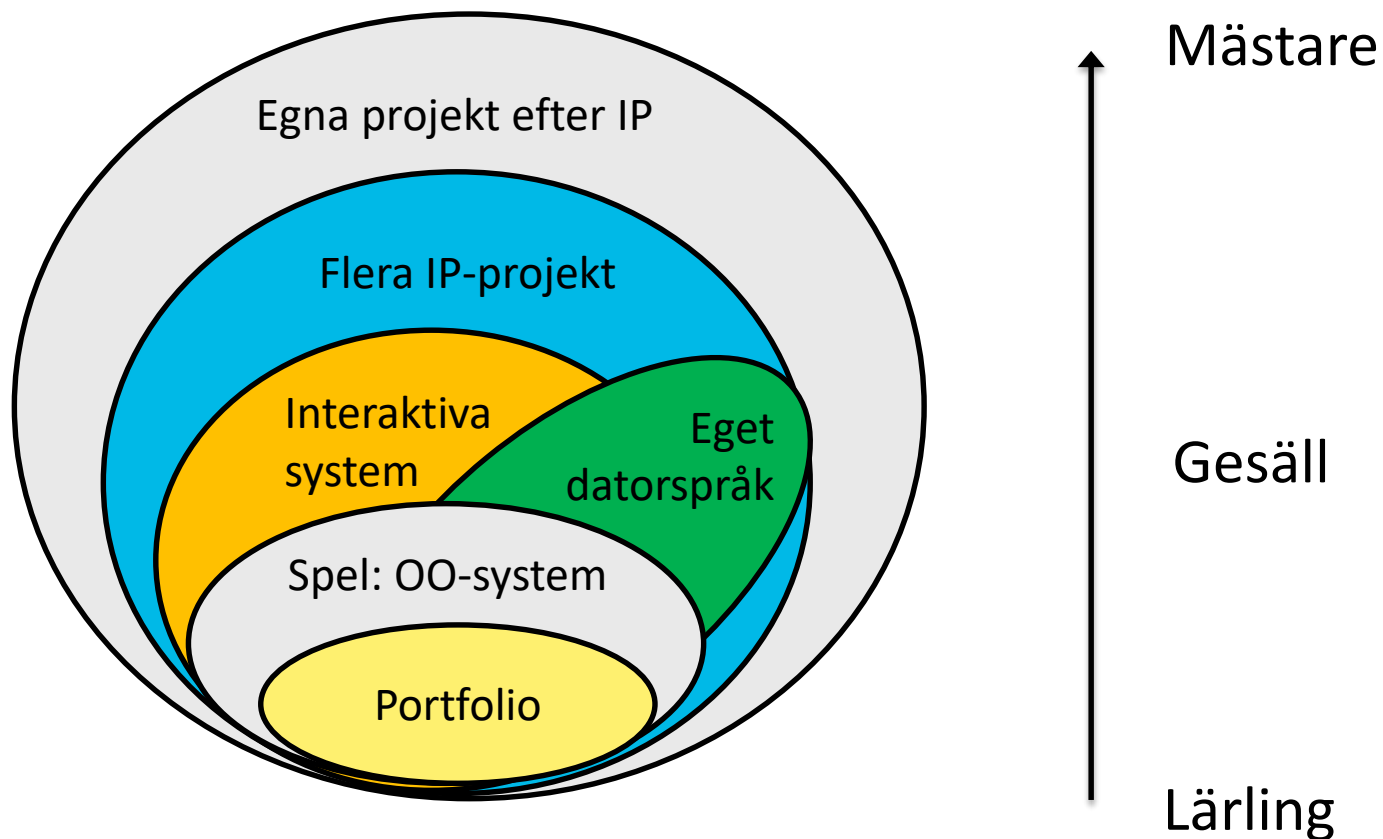 Egna projekt efter IP
Flera IP-projekt
Interaktiva
system
Eget
datorspråk
Spel: OO-system
Portfolio
Mästare
Gesäll
Lärling